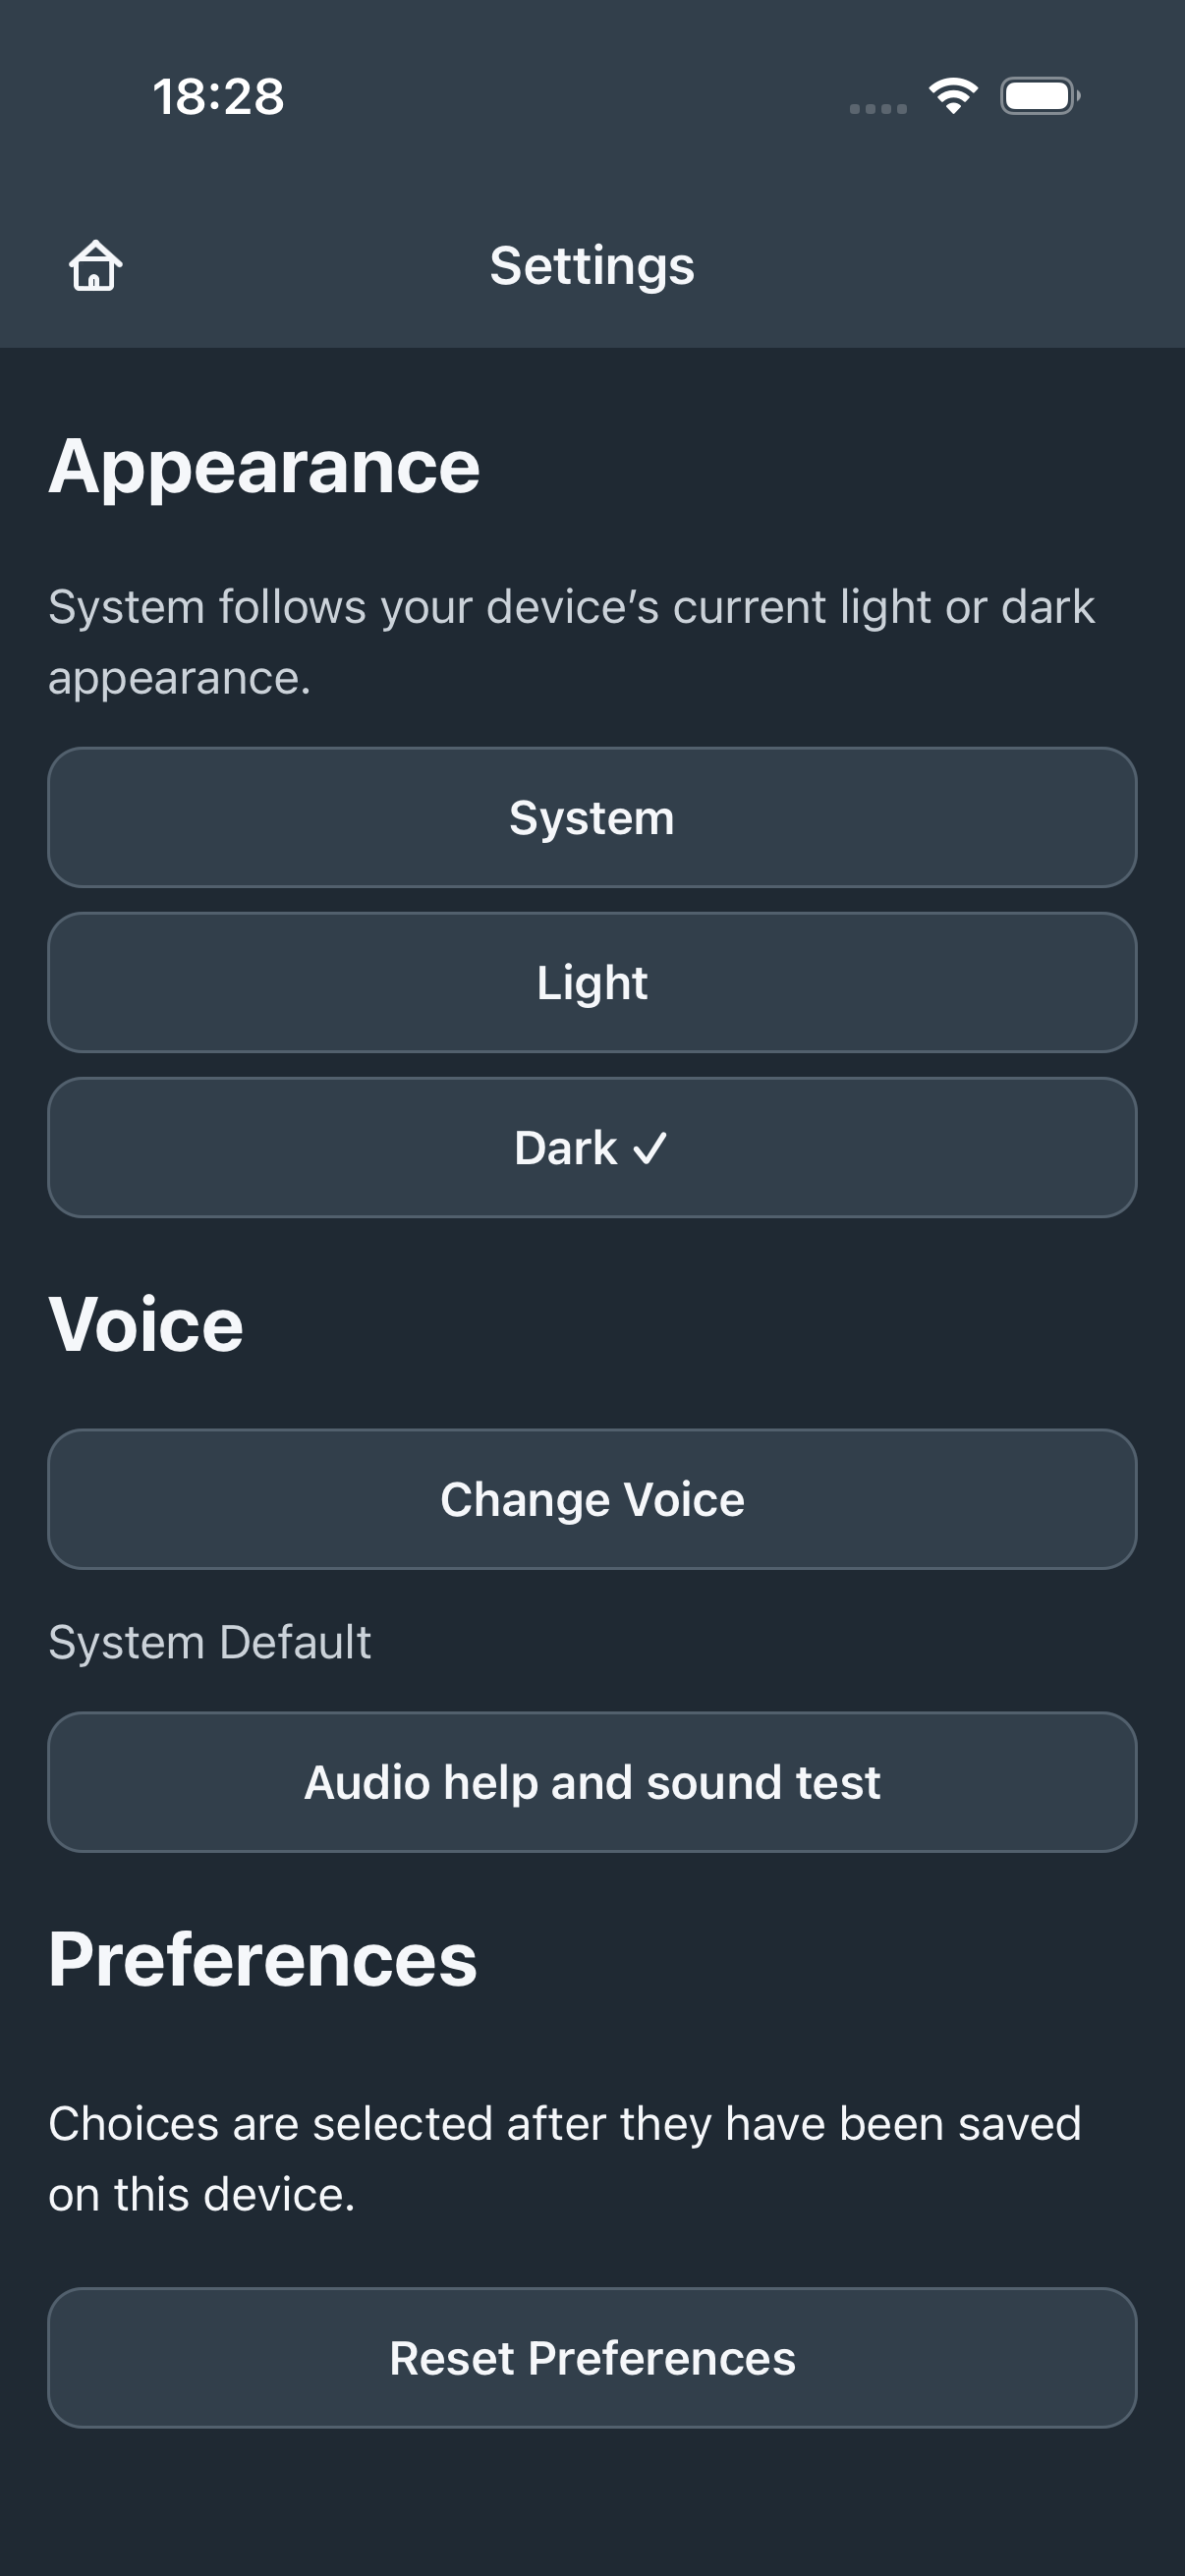 18:28
Settings
Appearance
System follows your device’s current light or dark
appearance.
System
Light
Dark ✓
Voice
Change Voice
System Default
Audio help and sound test
Preferences
Choices are selected after they have been saved
on this device.
Reset Preferences